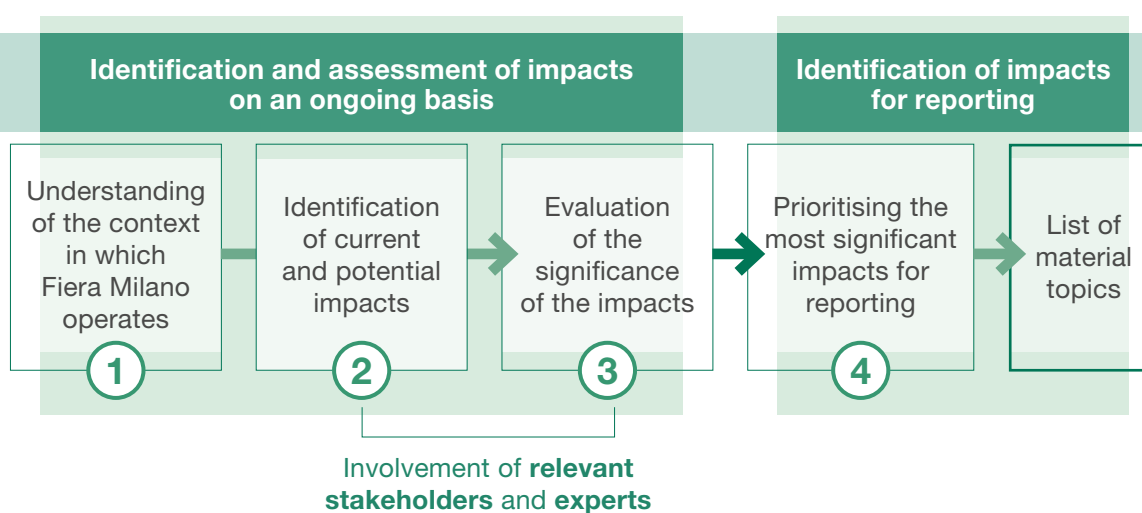 Identification and assessment of impacts
on an ongoing basis
Identification of impacts
for reporting
Understanding
of the context
in which
Fiera Milano
operates
1
Identification
of current
and potential
impacts
2
Evaluation
of the
significance
of the impacts
3
Prioritising the
most significant
impacts for
reporting
4
List of
material
topics
Involvement of relevant
stakeholders and experts